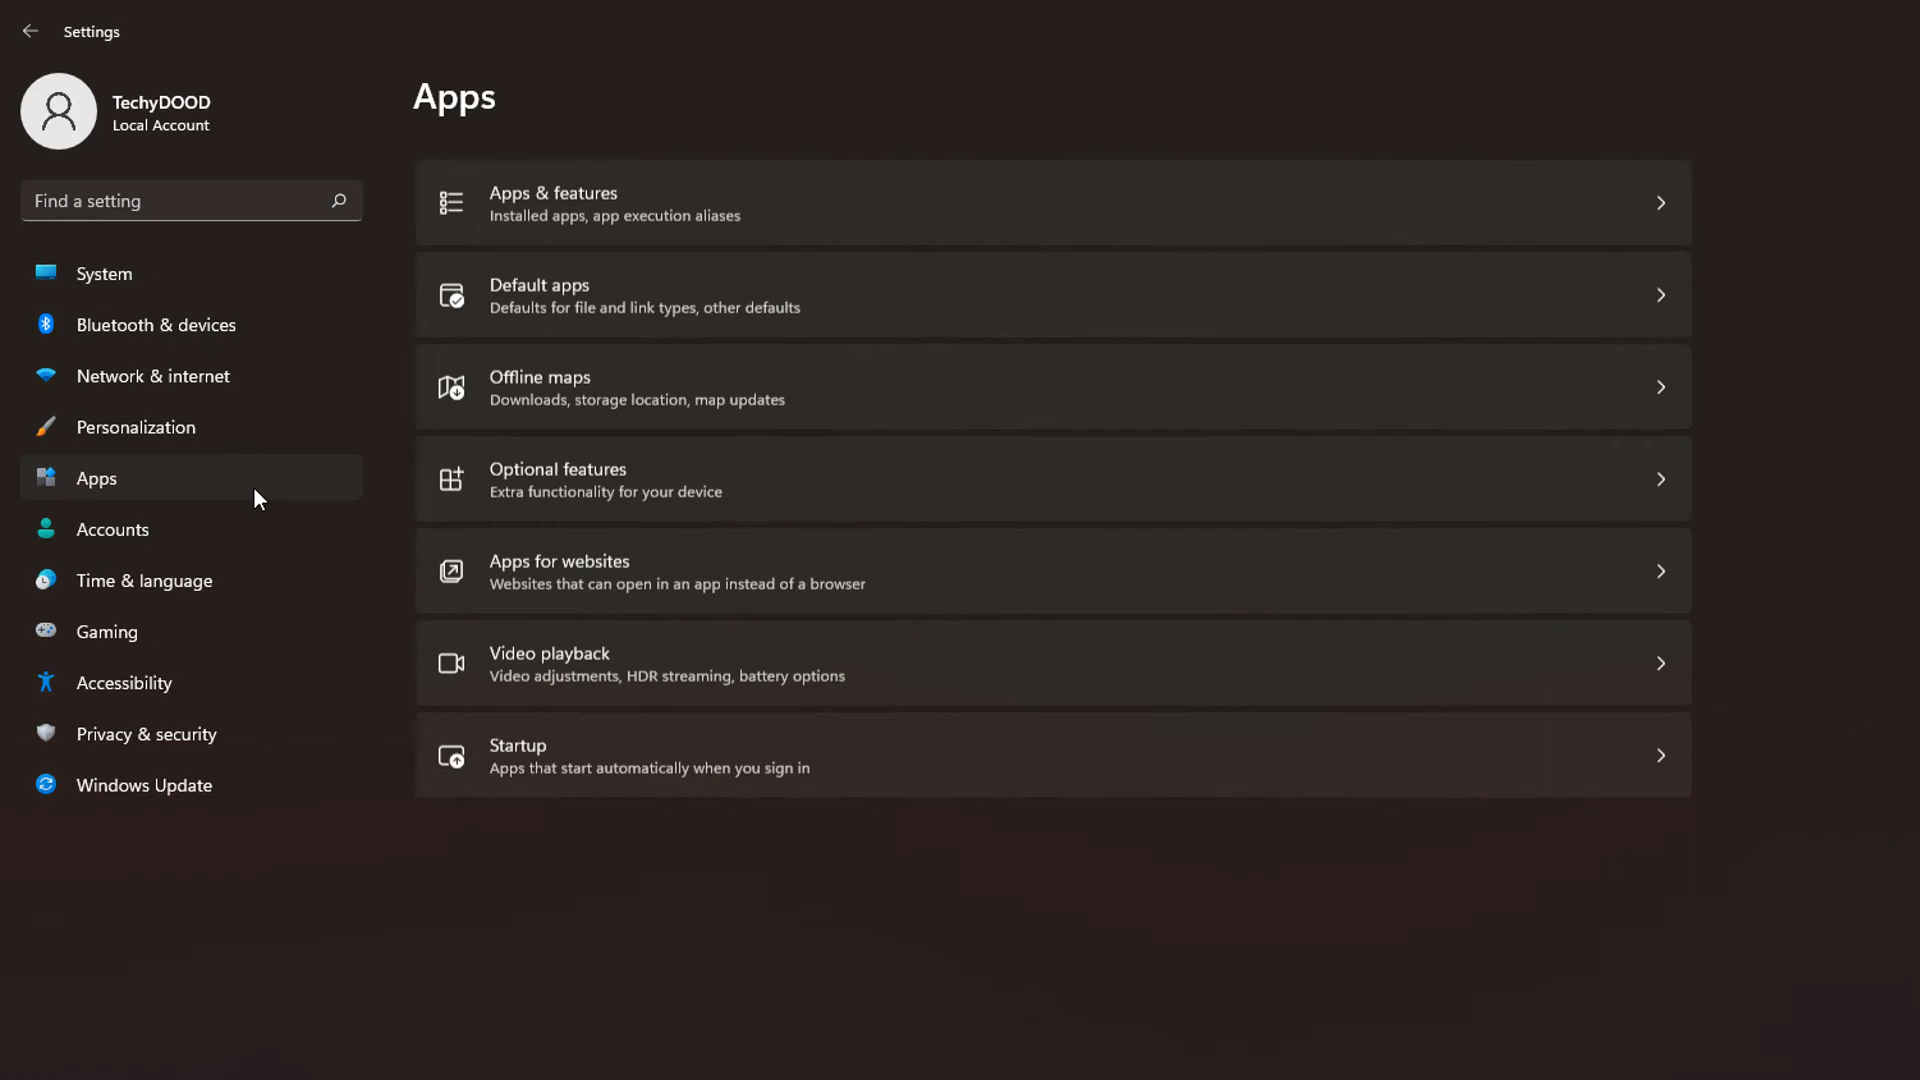 Settings
TechyDOOD
Local Account
Find a setting
System
Bluetooth & devices
Network & internet
Personalization
Apps
Accounts
Time & language
Gaming
Accessibility
Privacy & security
Windows Update
Apps
Apps & features
Installed apps, app execution aliases
Default apps
Defaults for file and link types, other defaults
Offline maps
Downloads, storage location, map updates
Optional features
Extra functionality for your device
Apps for websites
Websites that can open in an app instead of a browser
Video playback
Video adjustments, HDR streaming, battery options
Startup
Apps that start automatically when you sign in